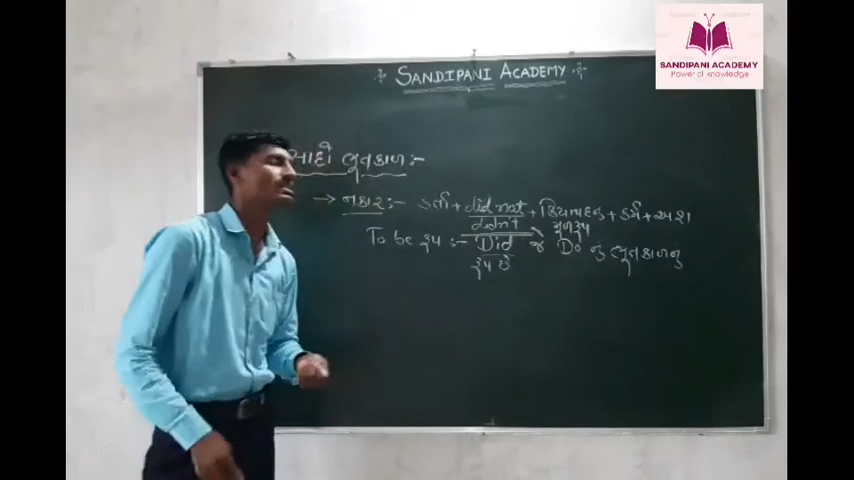 SANDIPANI ACADEMY
Power of Knowledge
SANDIPANI ACADEMY
સાદો ભૂતકાળ :-
→ નકાર :- કર્તા + did not + ક્રિયાપદનું + કર્મ + અંશ
didn't મૂળરૂપ
To be રૂપ :- Did જે Do નું ભૂતકાળનું
રૂપ છે